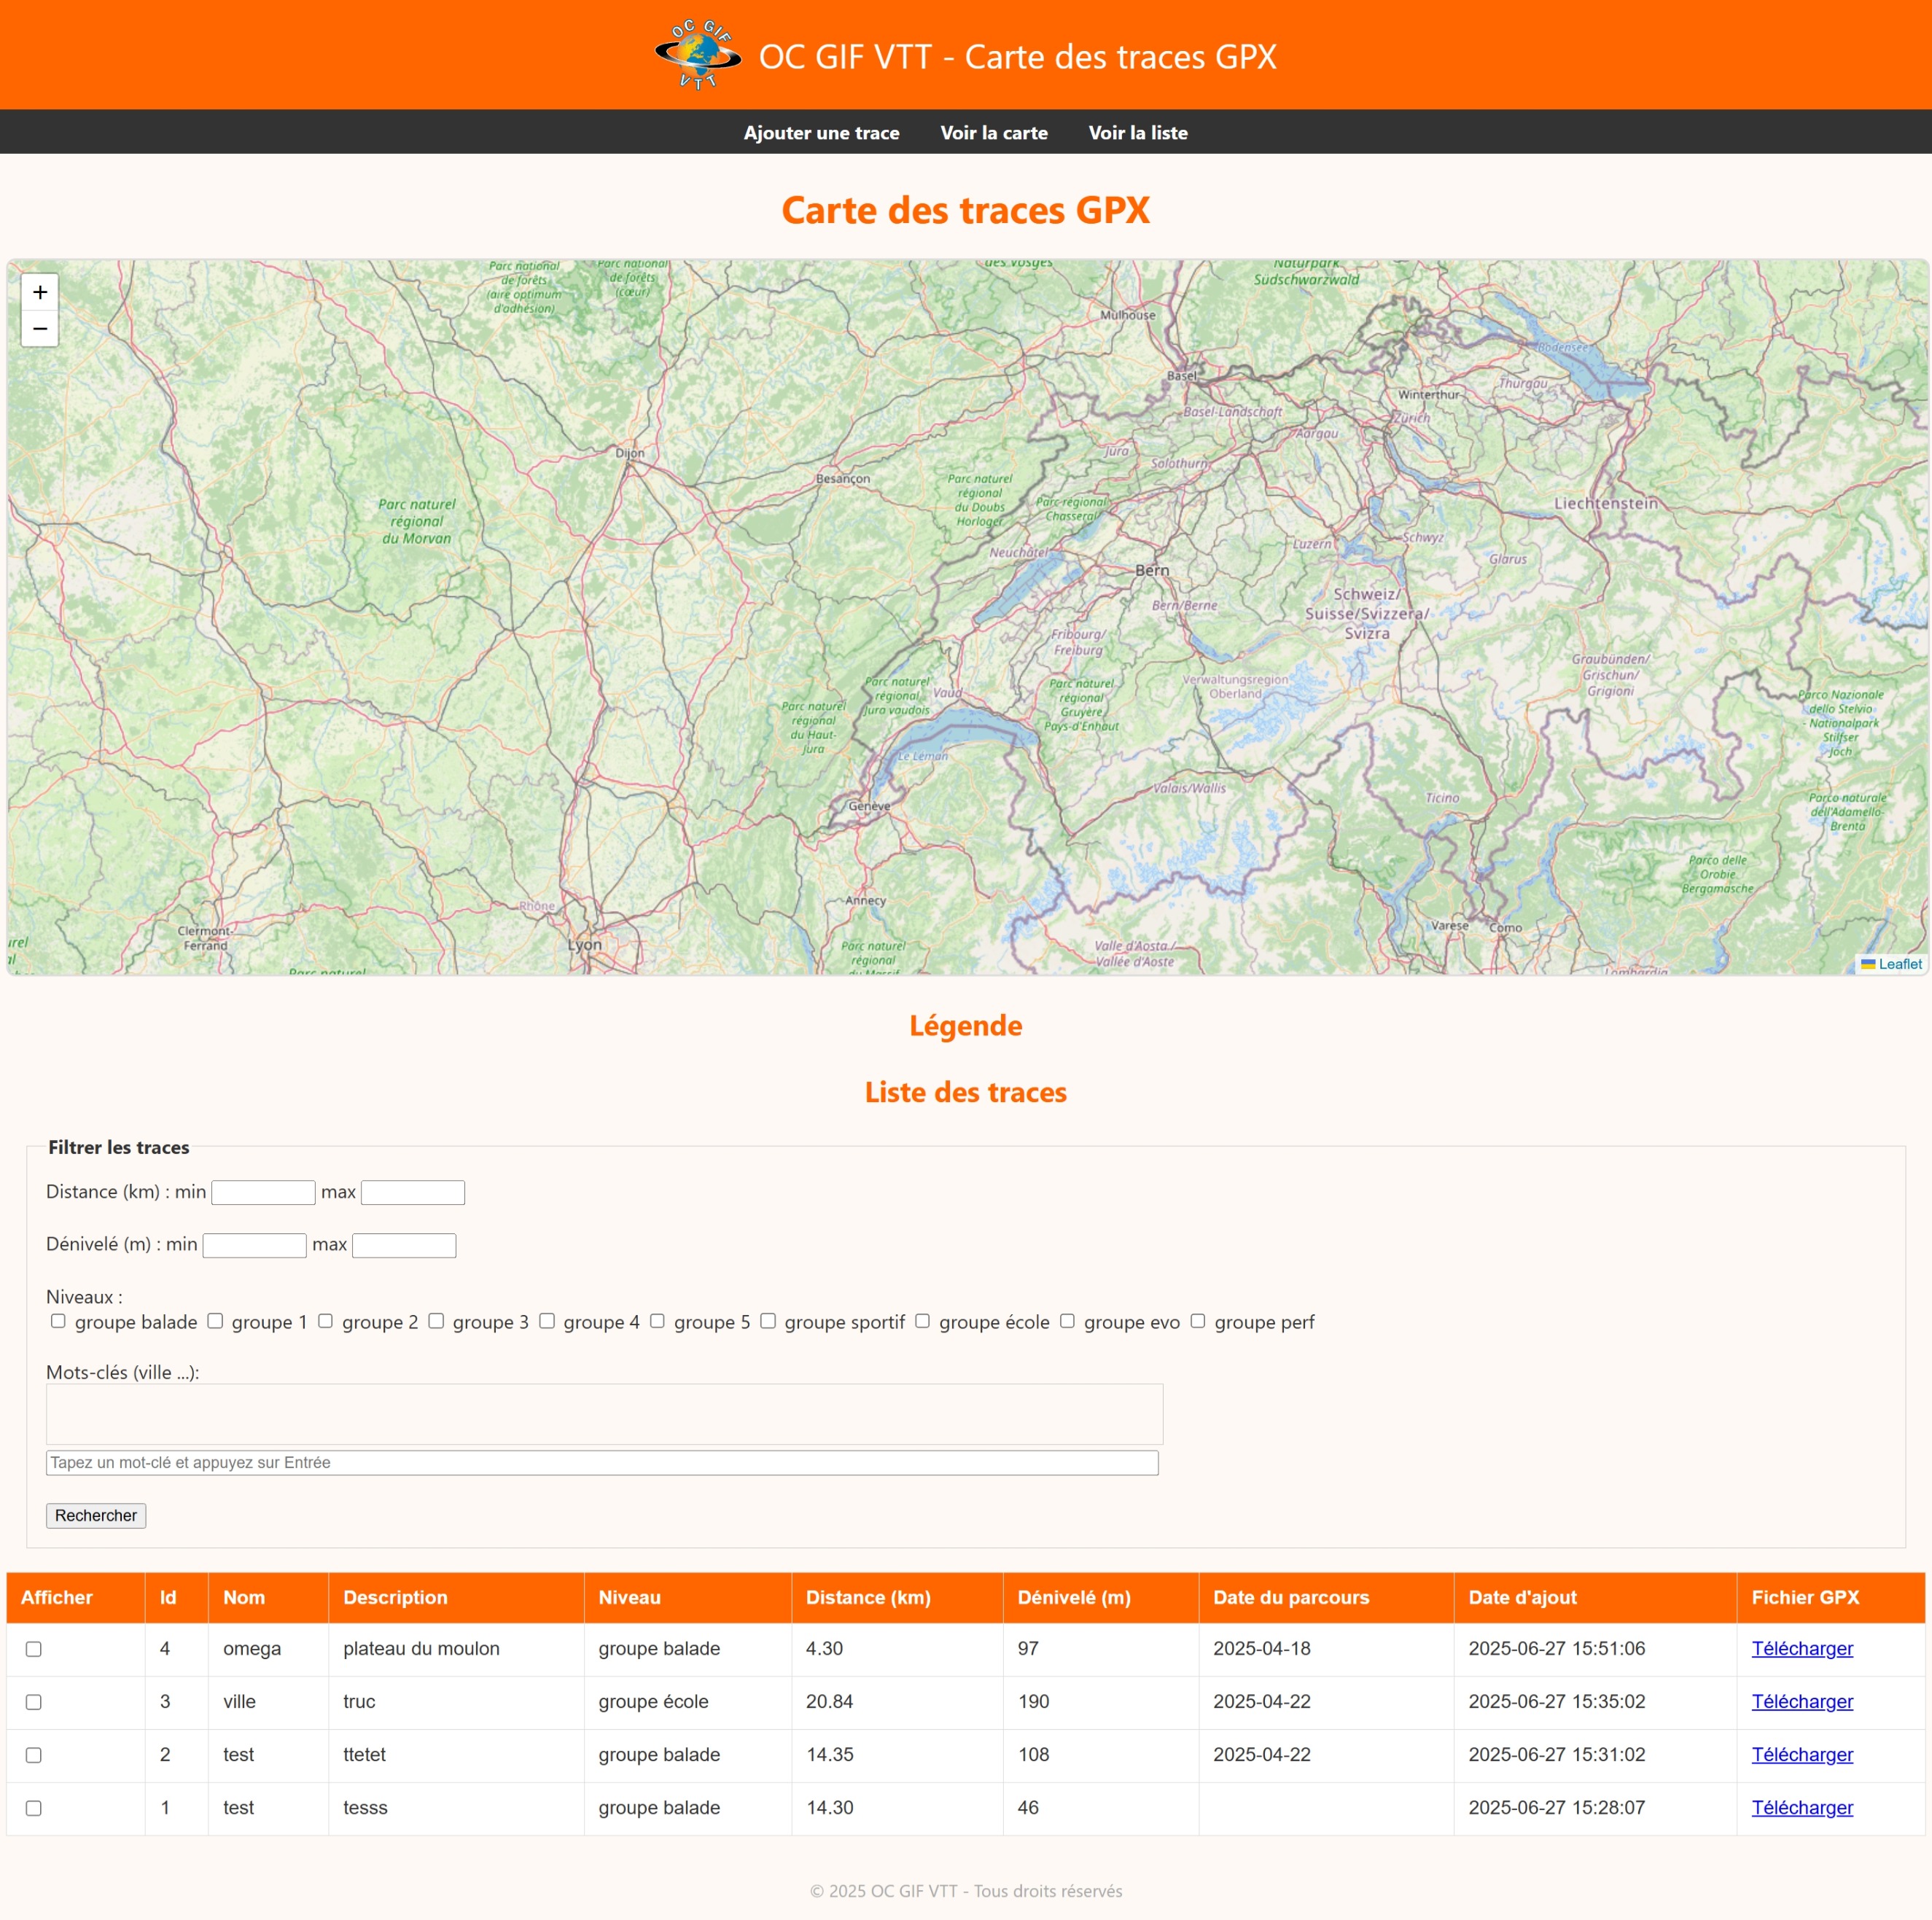 OC GIF
VTT
OC GIF VTT - Carte des traces GPX
Ajouter une trace
Voir la carte
Voir la liste
Carte des traces GPX
+
−
Parc national
de forêts
(aire optimum
d'adhésion)
Parc national
de forêts
(cœur)
des Vosges
Naturpark
Südschwarzwald
Mulhouse
Basel
Bodensee
Thurgau
Winterthur
Zürich
Basel-Landschaft
Aargau
Jura
Solothurn
Dijon
Besançon
Parc naturel
régional
du Doubs
Horloger
Parc régional
Chasseral
Parc naturel
régional
du Morvan
Liechtenstein
Neuchâtel
Luzern
Schwyz
Glarus
Bern
Bern/Berne
Schweiz/
Suisse/Svizzera/
Svizra
Fribourg/
Freiburg
Graubünden/
Grischun/
Grigioni
Verwaltungsregion
Oberland
Parc naturel
régional
Jura vaudois
Vaud
Parc naturel
régional
Gruyère
Pays-d'Enhaut
Parc naturel
régional
du Haut-
Jura
Parco Nazionale
dello Stelvio
- Nationalpark
Stilfser
Joch
Le Léman
Valais/Wallis
Genève
Ticino
Parco naturale
dell'Adamello-
Brenta
Parco delle
Orobie
Bergamasche
Annecy
Rhône
Clermont-
Ferrand
Lyon
Varese
Como
Parc naturel
régional
du Massif
Valle d'Aosta /
Vallée d'Aoste
Parc naturel
Lombardia
Leaflet
Légende
Liste des traces
Filtrer les traces
Distance (km) : min max
Dénivelé (m) : min max
Niveaux :
groupe balade groupe 1 groupe 2 groupe 3 groupe 4 groupe 5 groupe sportif groupe école groupe evo groupe perf
Mots-clés (ville ...):
Tapez un mot-clé et appuyez sur Entrée
Rechercher
Afficher Id Nom Description Niveau Distance (km) Dénivelé (m) Date du parcours Date d'ajout Fichier GPX
4 omega plateau du moulon groupe balade 4.30 97 2025-04-18 2025-06-27 15:51:06 Télécharger
3 ville truc groupe école 20.84 190 2025-04-22 2025-06-27 15:35:02 Télécharger
2 test ttetet groupe balade 14.35 108 2025-04-22 2025-06-27 15:31:02 Télécharger
1 test tesss groupe balade 14.30 46 2025-06-27 15:28:07 Télécharger
© 2025 OC GIF VTT - Tous droits réservés